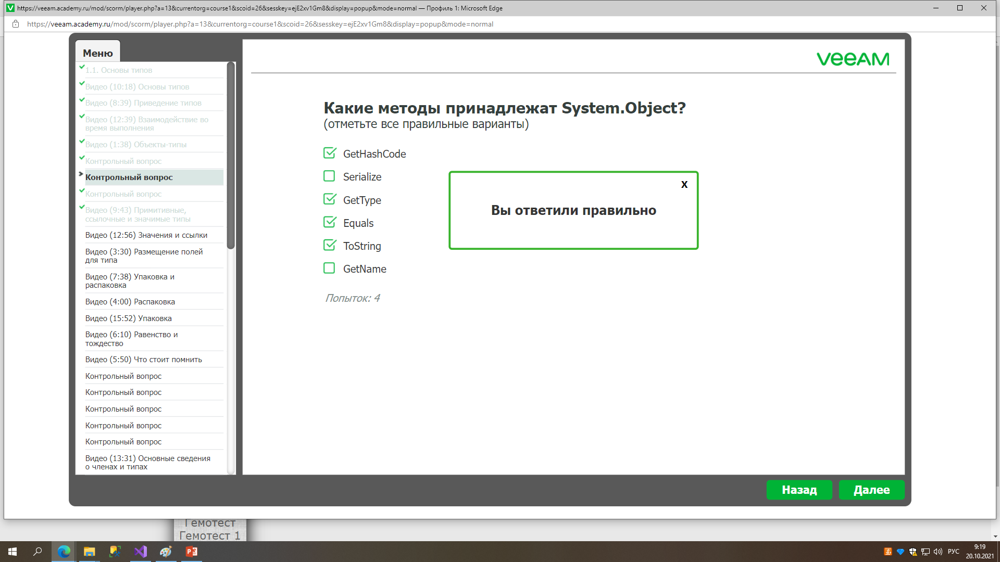 https://veeam.academy.ru/mod/scorm/player.php?a=13&currentorg=course1&scoid=26&sesskey=ejE2xv1Gm8&display=popup&mode=normal — Профиль 1: Microsoft Edge
https://veeam.academy.ru/mod/scorm/player.php?a=13&currentorg=course1&scoid=26&sesskey=ejE2xv1Gm8&display=popup&mode=normal
Меню
1.1. Основы типов
Видео (10:18) Основы типов
Видео (8:39) Приведение типов
Видео (12:39) Взаимодействие во
время выполнения
Видео (1:38) Объекты-типы
Контрольный вопрос
Контрольный вопрос
Контрольный вопрос
Видео (9:43) Примитивные,
ссылочные и значимые типы
Видео (12:56) Значения и ссылки
Видео (3:30) Размещение полей
для типа
Видео (7:38) Упаковка и
распаковка
Видео (4:00) Распаковка
Видео (15:52) Упаковка
Видео (6:10) Равенство и
тождество
Видео (5:50) Что стоит помнить
Контрольный вопрос
Контрольный вопрос
Контрольный вопрос
Контрольный вопрос
Контрольный вопрос
Видео (13:31) Основные сведения
о членах и типах
veeAM
Какие методы принадлежат System.Object?
(отметьте все правильные варианты)
GetHashCode
Serialize
GetType
Equals
ToString
GetName
Попыток: 4
X
Вы ответили правильно
Назад
Далее
Гемотест
Гемотест 1
РУС
9:19
20.10.2021